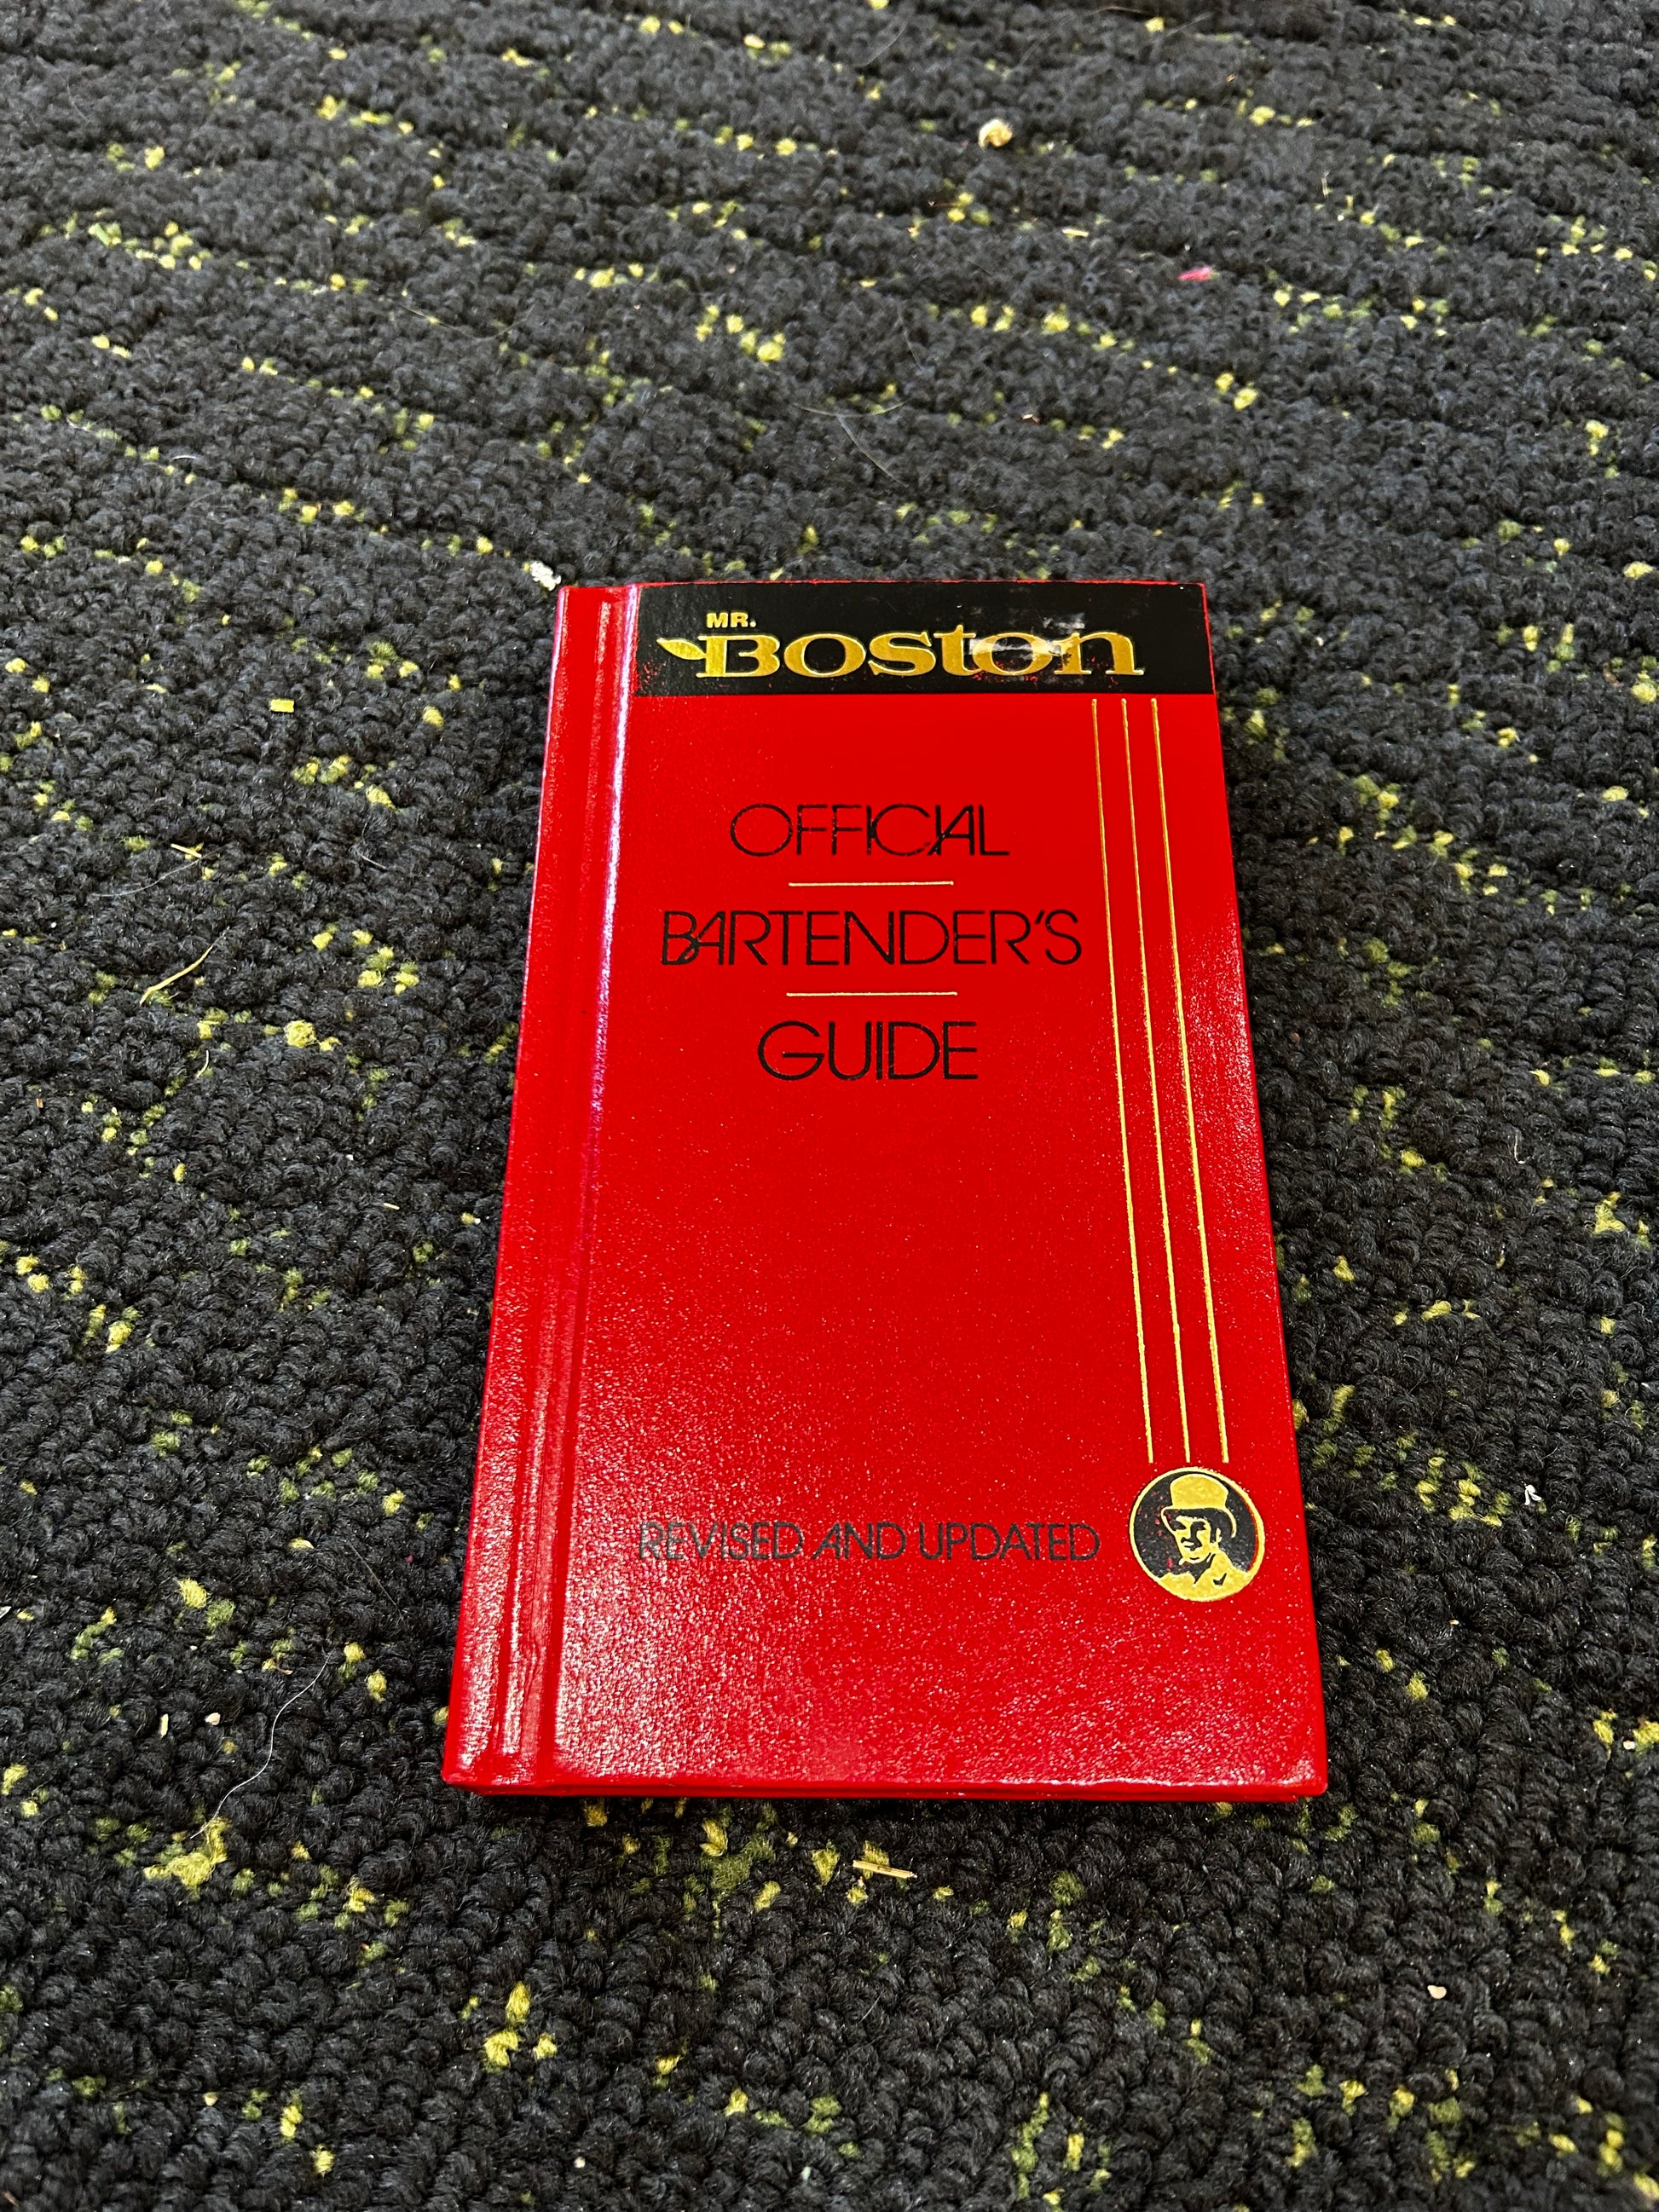 MR.
BOSTON
OFFICIAL
BARTENDER'S
GUIDE
REVISED AND UPDATED